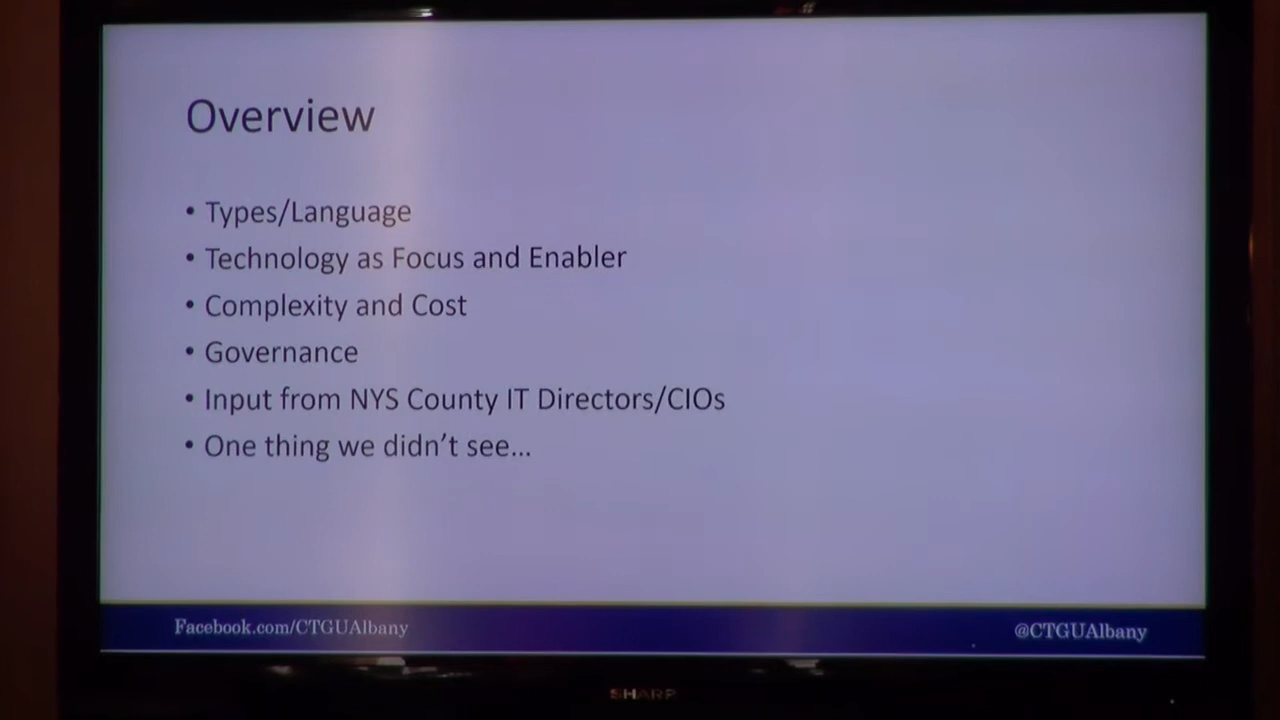 Overview
• Types/Language
• Technology as Focus and Enabler
• Complexity and Cost
• Governance
• Input from NYS County IT Directors/CIOs
• One thing we didn't see...
Facebook.com/CTGUAlbany
@CTGUAlbany
SHARP